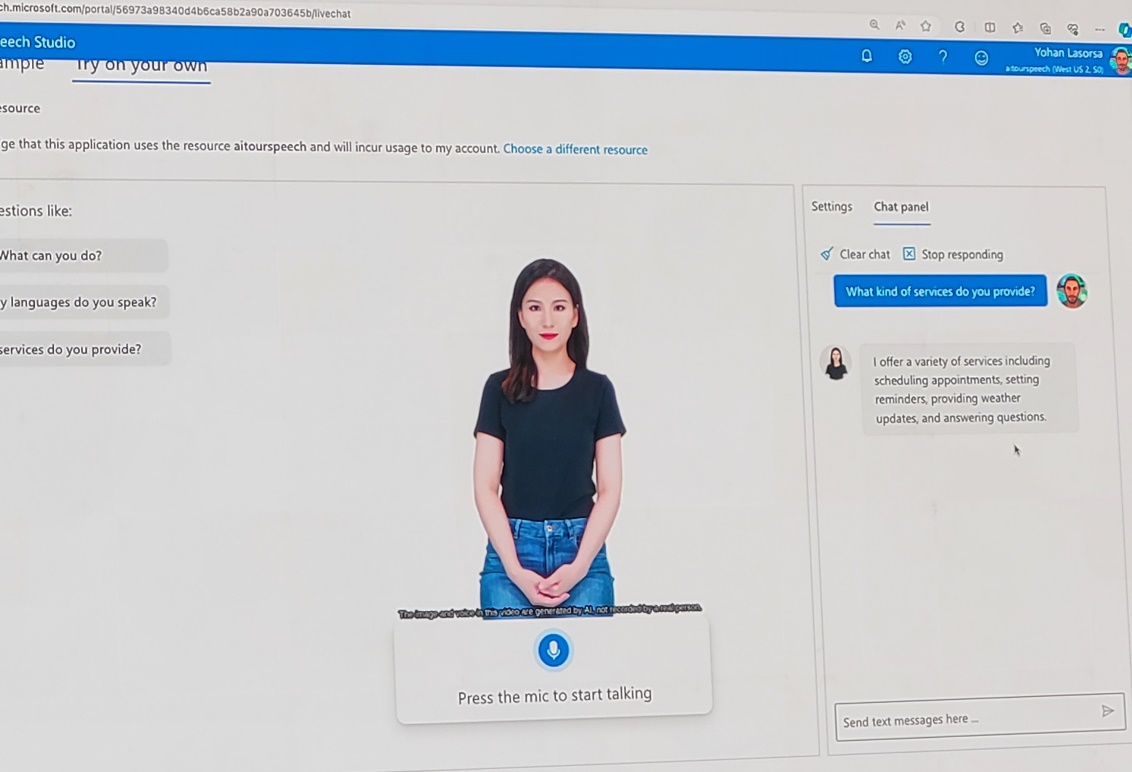 ch.microsoft.com/portal/56973a98340d4b6ca58b2a90a703645b/livechat
eech Studio
Yohan Lasorsa
aitourspeech (West US 2, S0)
ample Try on your own
esource
ge that this application uses the resource aitourspeech and will incur usage to my account. Choose a different resource
estions like:
What can you do?
y languages do you speak?
services do you provide?
The image and voice in this video are generated by AI, not recorded by a real person.
Press the mic to start talking
Settings Chat panel
Clear chat Stop responding
What kind of services do you provide?
I offer a variety of services including
scheduling appointments, setting
reminders, providing weather
updates, and answering questions.
Send text messages here ...